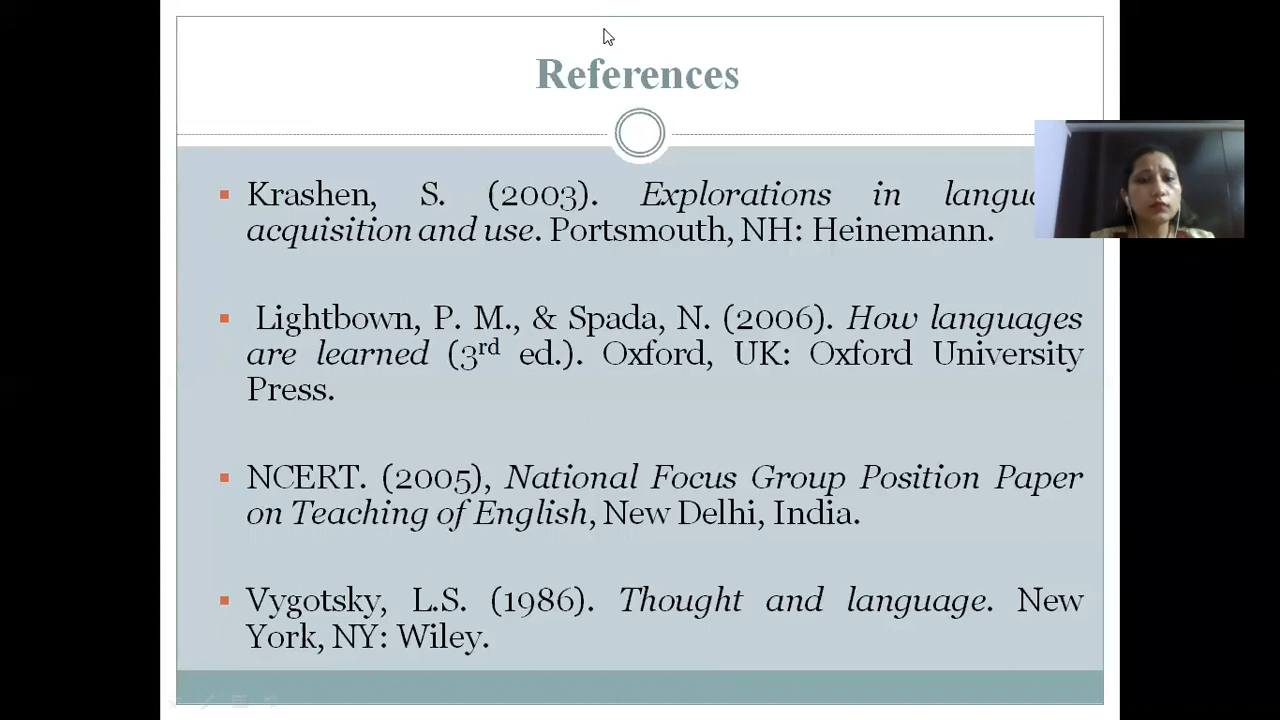 References
Krashen, S. (2003). Explorations in
acquisition and use. Portsmouth, NH: Heinemann.
Lightbown, P. M., & Spada, N. (2006). How languages
are learned (3rd ed.). Oxford, UK: Oxford University
Press.
NCERT. (2005), National Focus Group Position Paper
on Teaching of English, New Delhi, India.
Vygotsky, L.S. (1986). Thought and language. New
York, NY: Wiley.